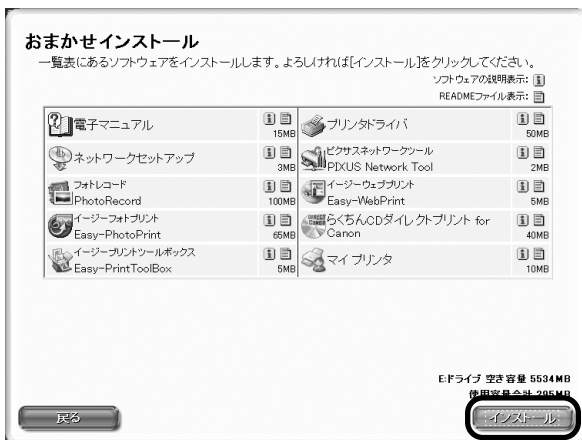 おまかせインストール
一覧表にあるソフトウェアをインストールします。よろしければ[インストール]をクリックしてください。
ソフトウェアの説明表示:
READMEファイル表示:
電子マニュアル
15MB
プリンタドライバ
50MB
ネットワークセットアップ
3MB
ピクサスネットワークツール
PIXUS Network Tool
2MB
フォトレコード
PhotoRecord
100MB
イージーウェブプリント
Easy-WebPrint
5MB
イージーフォトプリント
Easy-PhotoPrint
65MB
らくちんCDダイレクトプリント for
Canon
40MB
イージープリントツールボックス
Easy-PrintToolBox
5MB
マイ プリンタ
10MB
E:ドライブ 空き容量 5534MB
使用容量合計 295MB
戻る
インストール